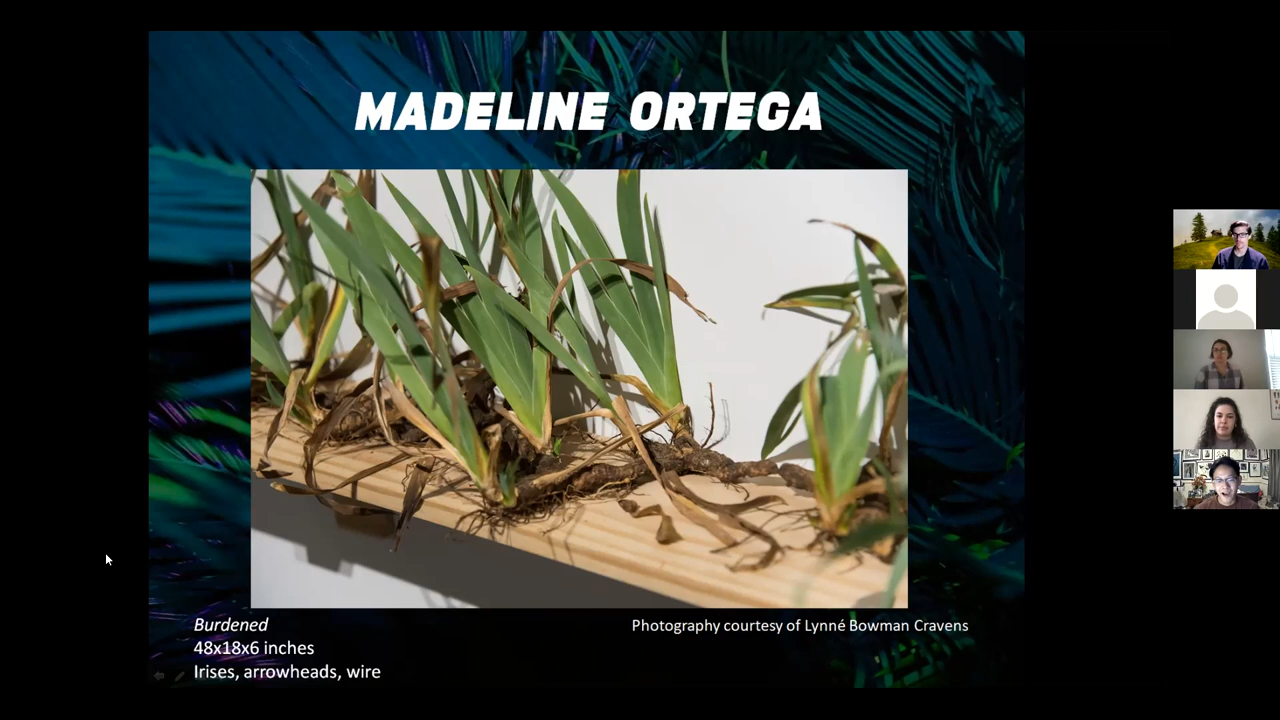 MADELINE ORTEGA
Burdened
48x18x6 inches
Irises, arrowheads, wire
Photography courtesy of Lynné Bowman Cravens